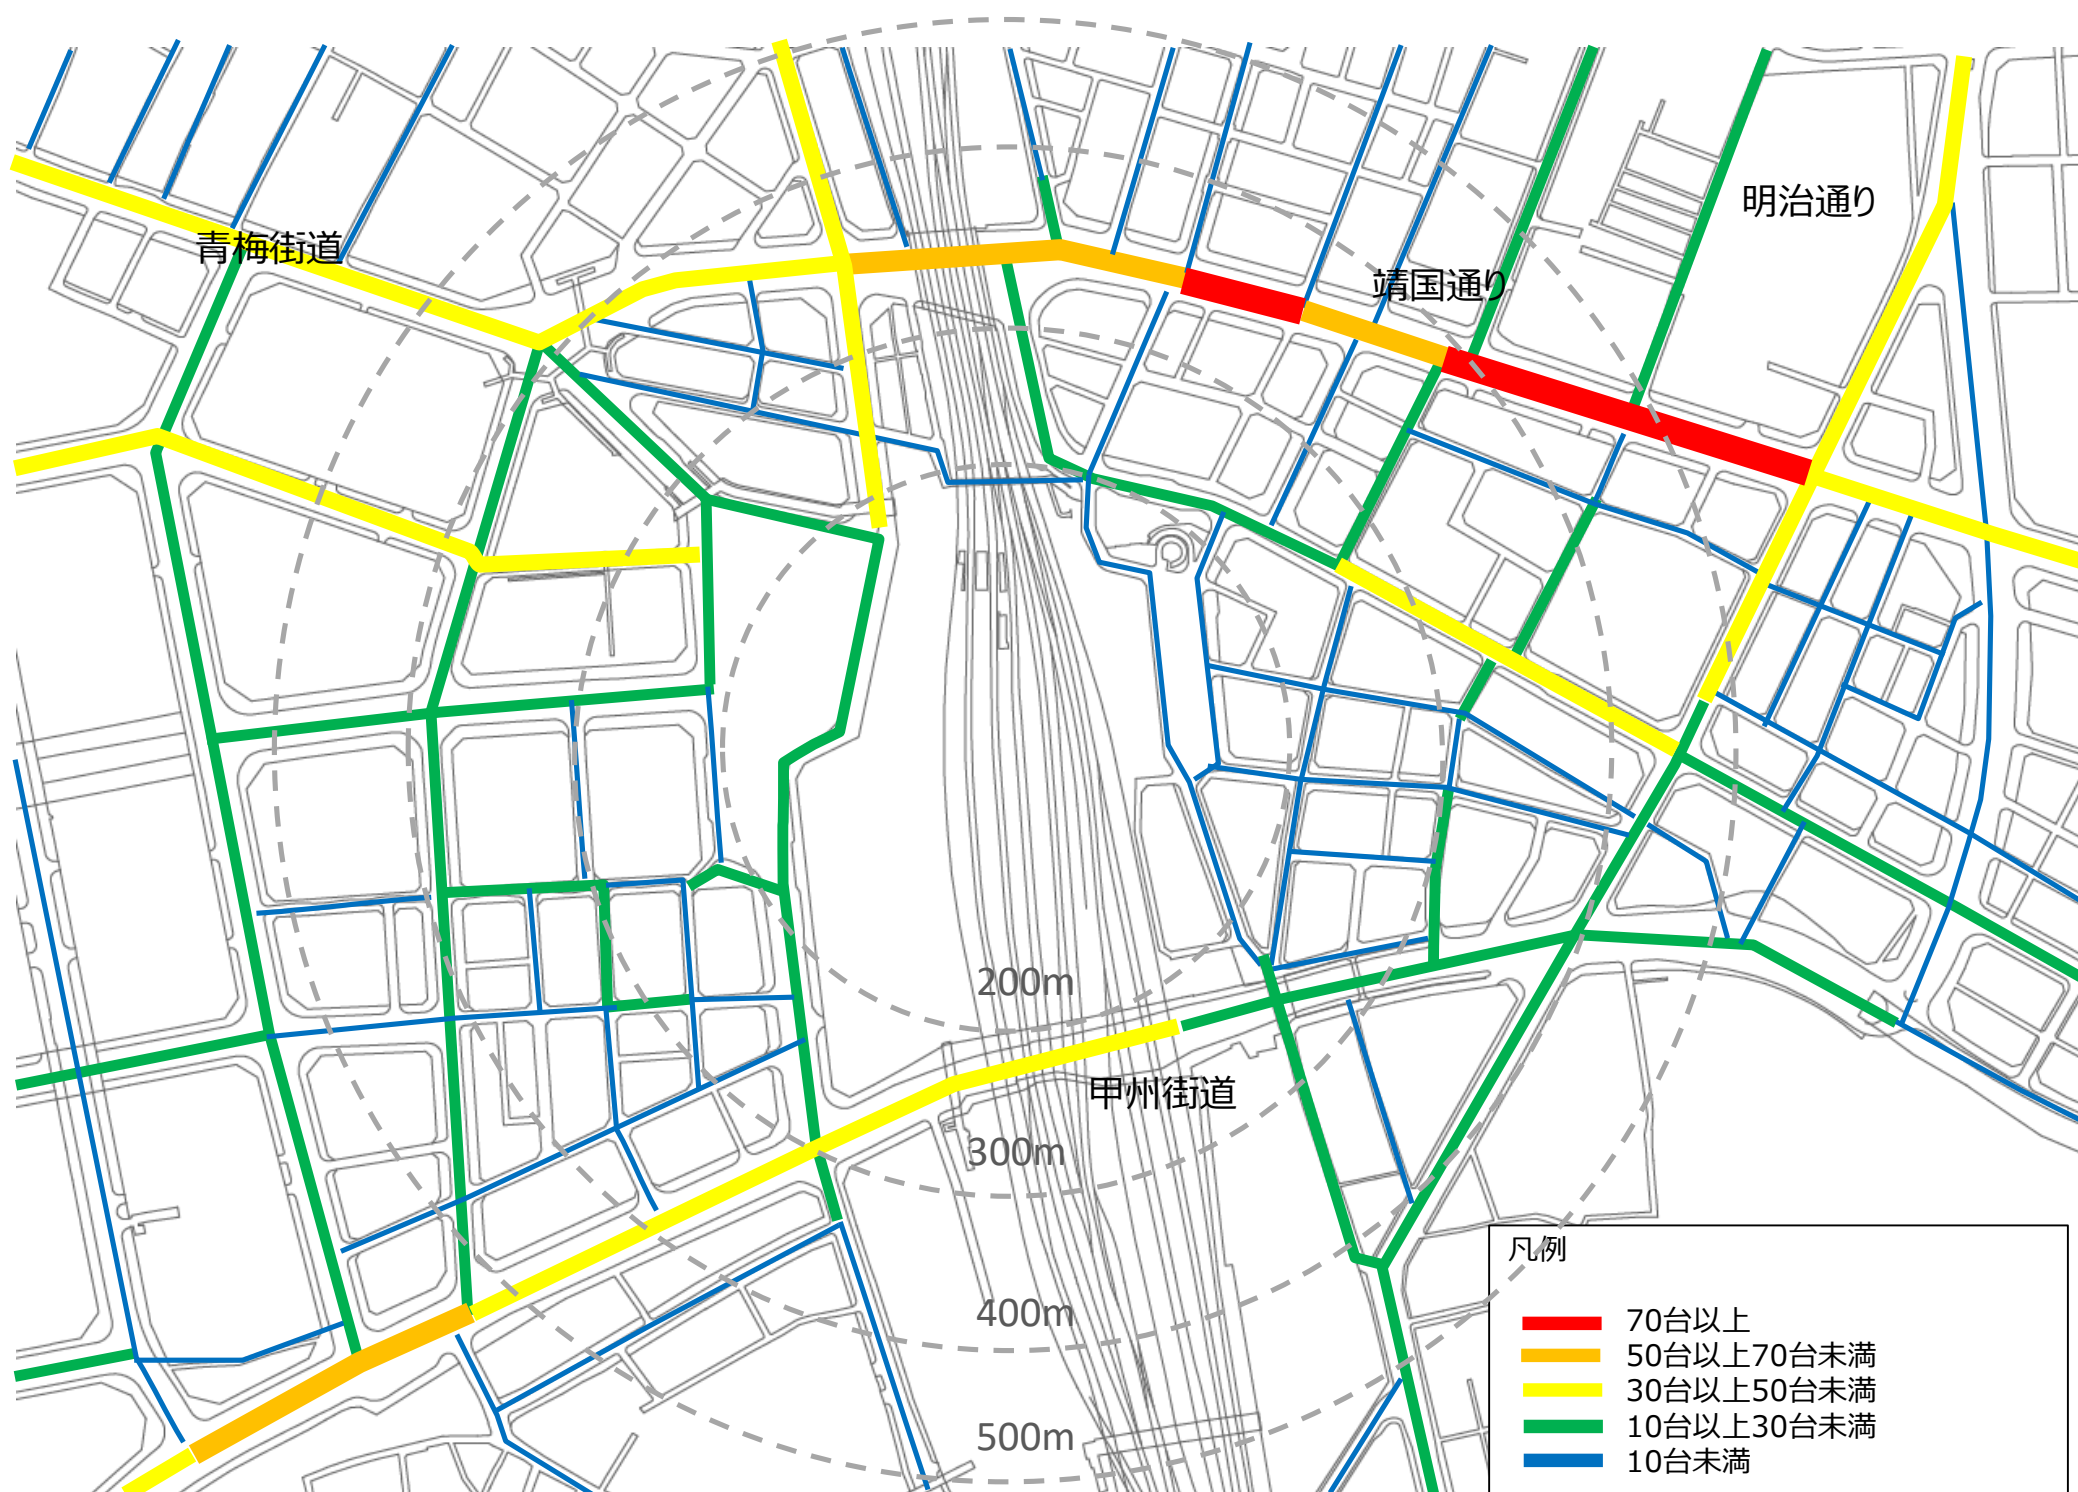 明治通り
青梅街道
靖国通り
200m
甲州街道
300m
400m
500m
凡例
70台以上
50台以上70台未満
30台以上50台未満
10台以上30台未満
10台未満